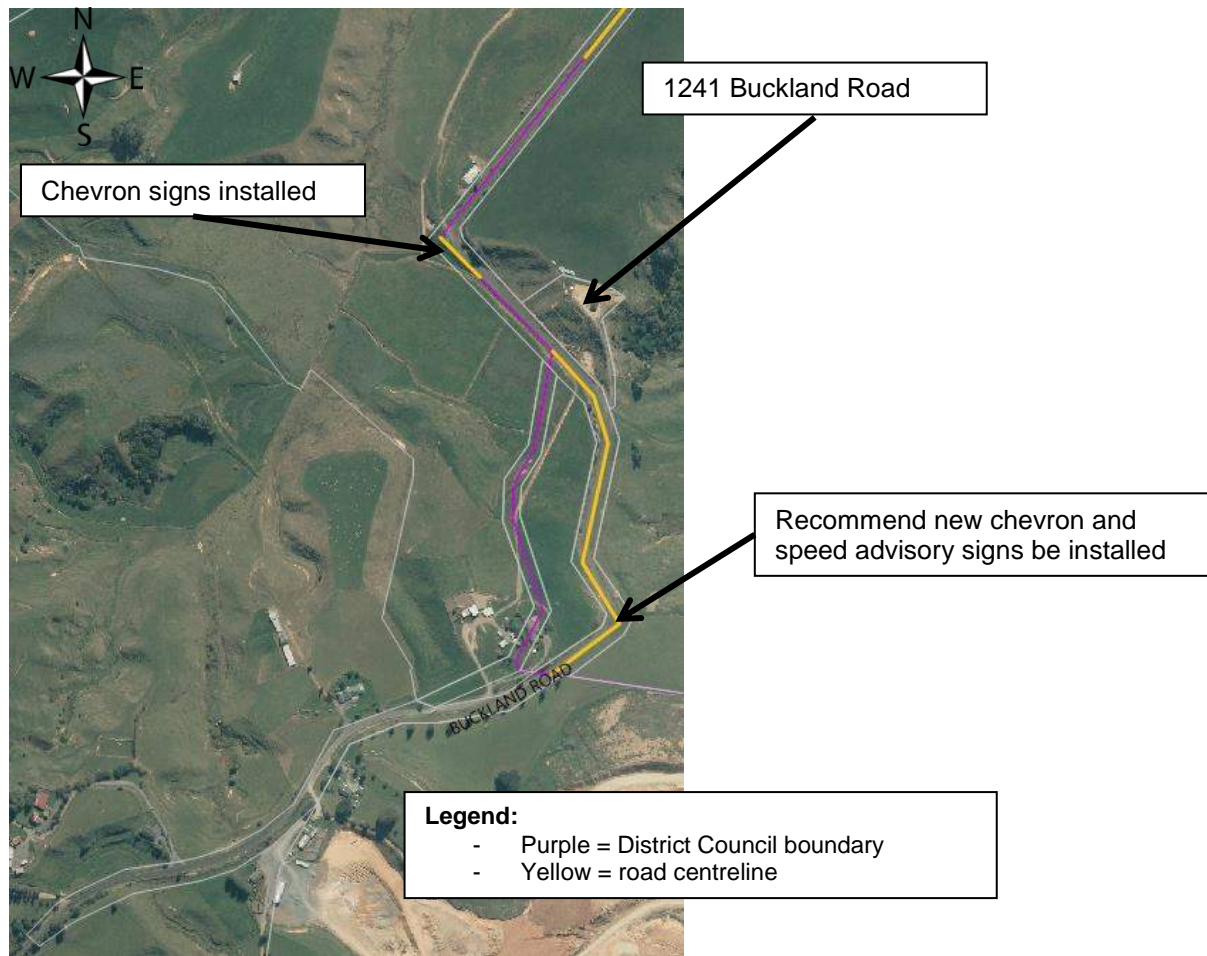 N
W E
S
1241 Buckland Road
Chevron signs installed
Recommend new chevron and
speed advisory signs be installed
BUCKLAND ROAD
Legend:
- Purple = District Council boundary
- Yellow = road centreline